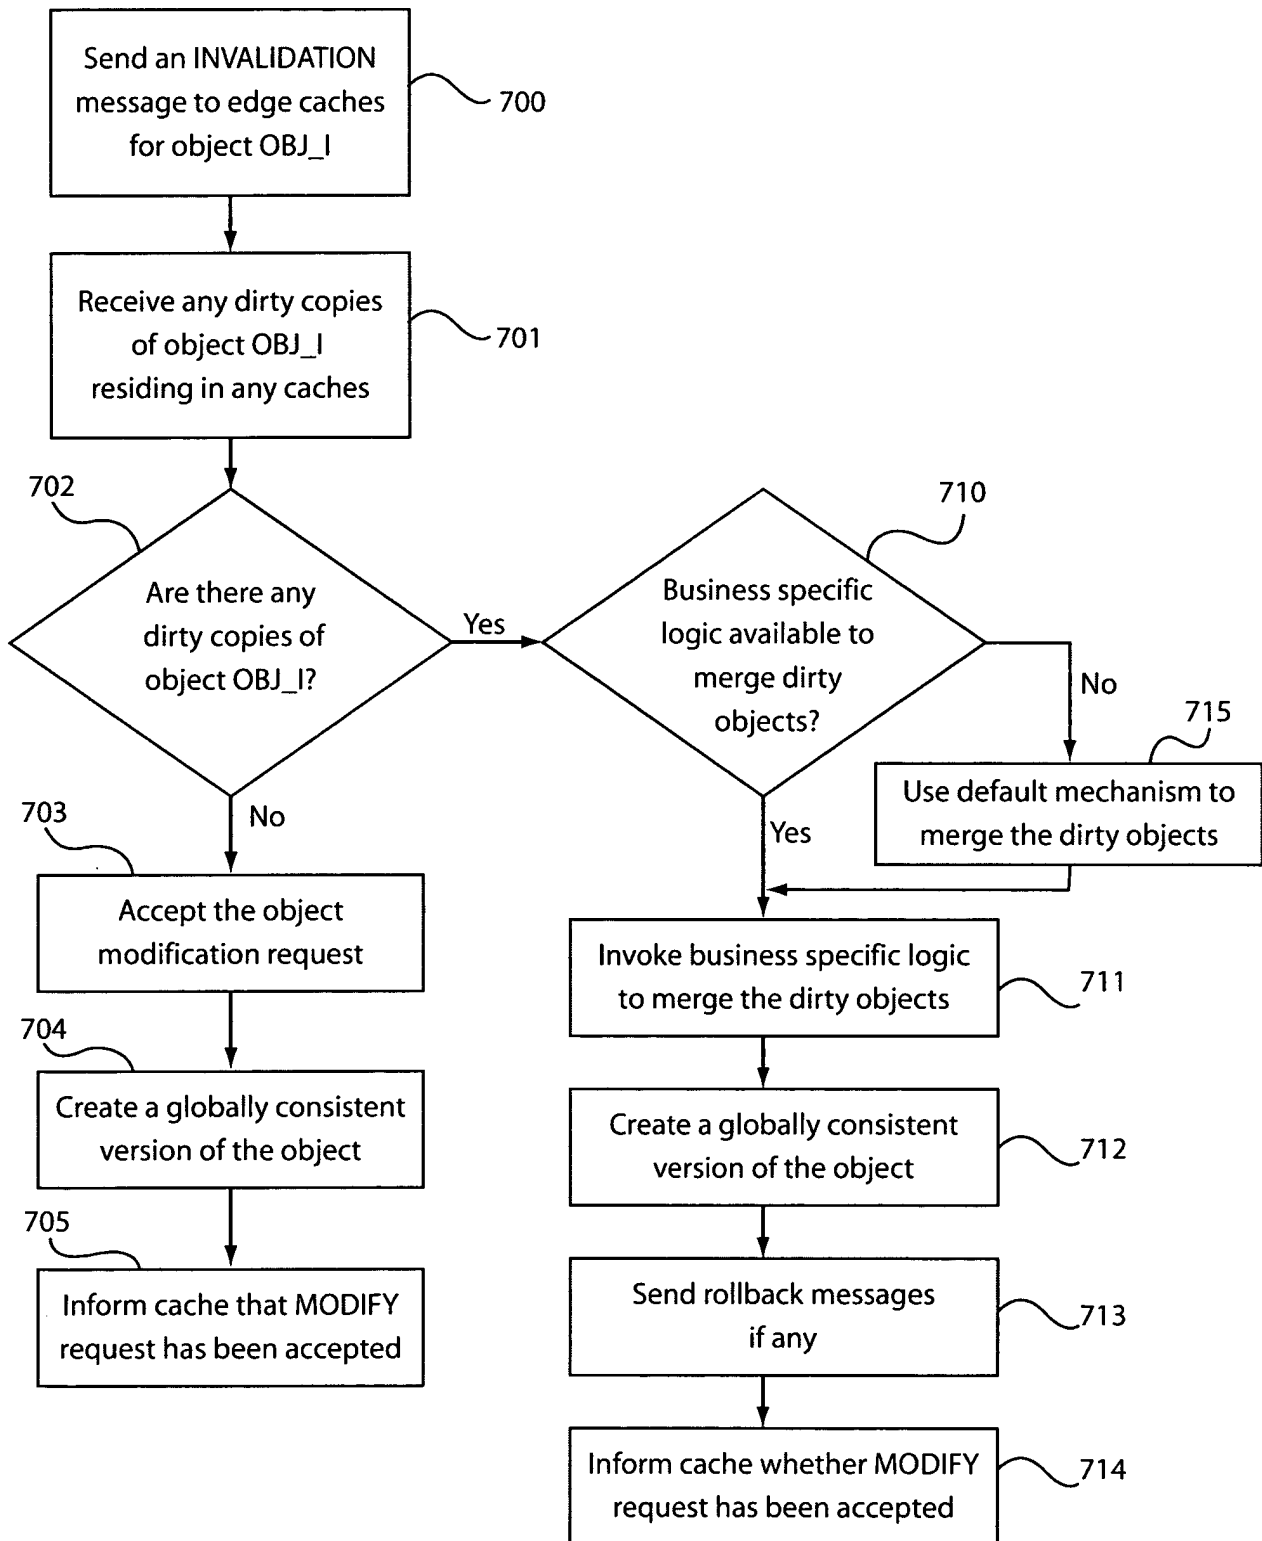 Send an INVALIDATION
message to edge caches
for object OBJ_I
700
Receive any dirty copies
of object OBJ_I
residing in any caches
701
702
Are there any
dirty copies of
object OBJ_I?
Yes
No
710
Business specific
logic available to
merge dirty
objects?
No
Yes
715
Use default mechanism to
merge the dirty objects
703
Accept the object
modification request
704
Create a globally consistent
version of the object
705
Inform cache that MODIFY
request has been accepted
Invoke business specific logic
to merge the dirty objects
711
Create a globally consistent
version of the object
712
Send rollback messages
if any
713
Inform cache whether MODIFY
request has been accepted
714